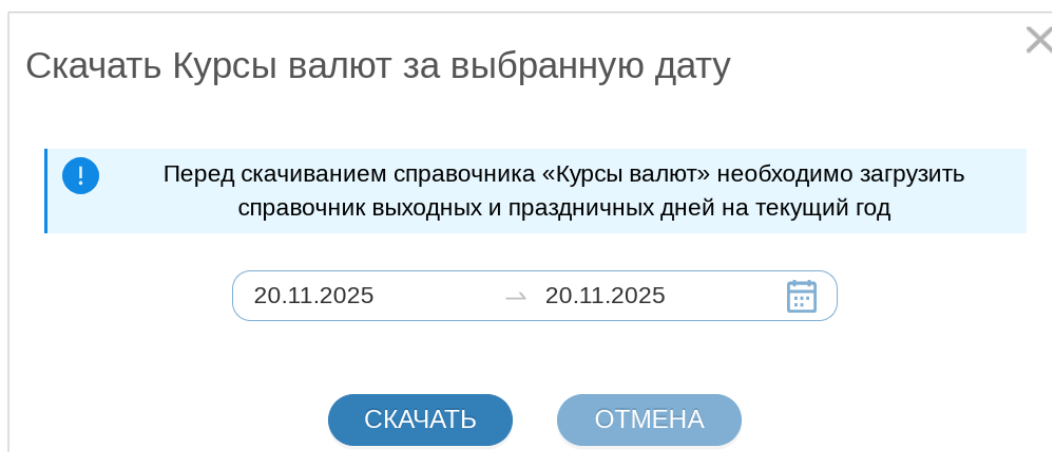 Скачать Курсы валют за выбранную дату
Перед скачиванием справочника «Курсы валют» необходимо загрузить
справочник выходных и праздничных дней на текущий год
20.11.2025 → 20.11.2025
СКАЧАТЬ ОТМЕНА